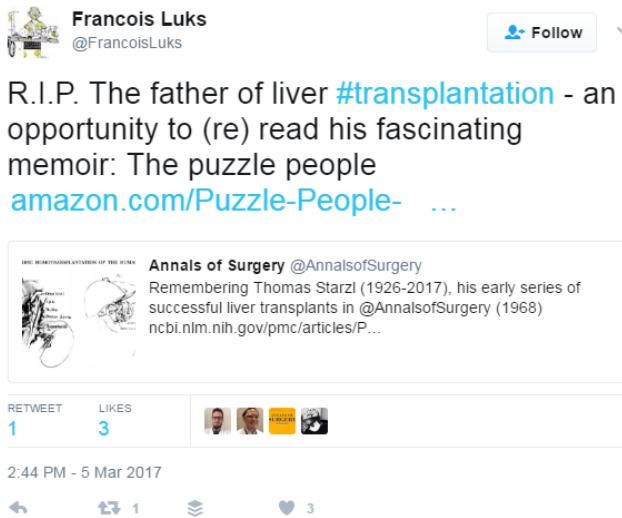 Francois Luks
@FrancoisLuks
Follow
R.I.P. The father of liver #transplantation - an
opportunity to (re) read his fascinating
memoir: The puzzle people
amazon.com/Puzzle-People- ...
Annals of Surgery @AnnalsofSurgery
Remembering Thomas Starzl (1926-2017), his early series of
successful liver transplants in @AnnalsofSurgery (1968)
ncbi.nlm.nih.gov/pmc/articles/P...
RETWEET LIKES
1 3
2:44 PM - 5 Mar 2017
1 3